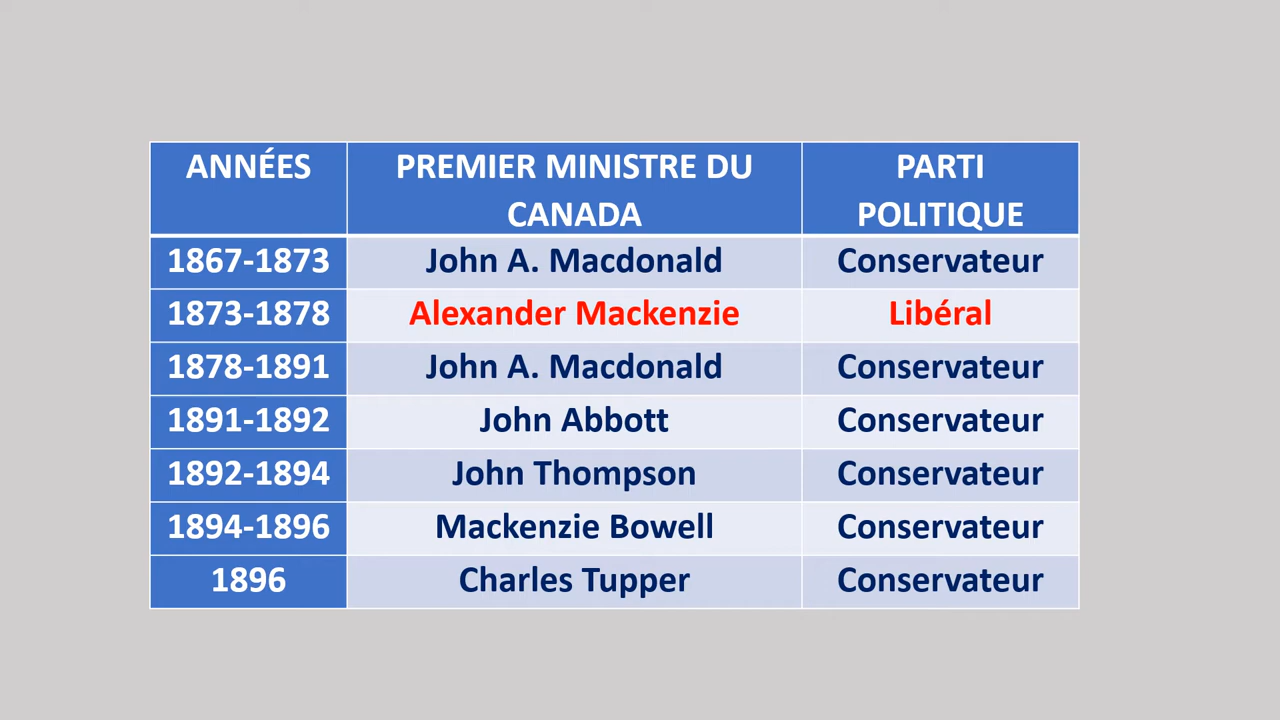 ANNÉES PREMIER MINISTRE DU CANADA PARTI POLITIQUE
1867-1873 John A. Macdonald Conservateur
1873-1878 Alexander Mackenzie Libéral
1878-1891 John A. Macdonald Conservateur
1891-1892 John Abbott Conservateur
1892-1894 John Thompson Conservateur
1894-1896 Mackenzie Bowell Conservateur
1896 Charles Tupper Conservateur